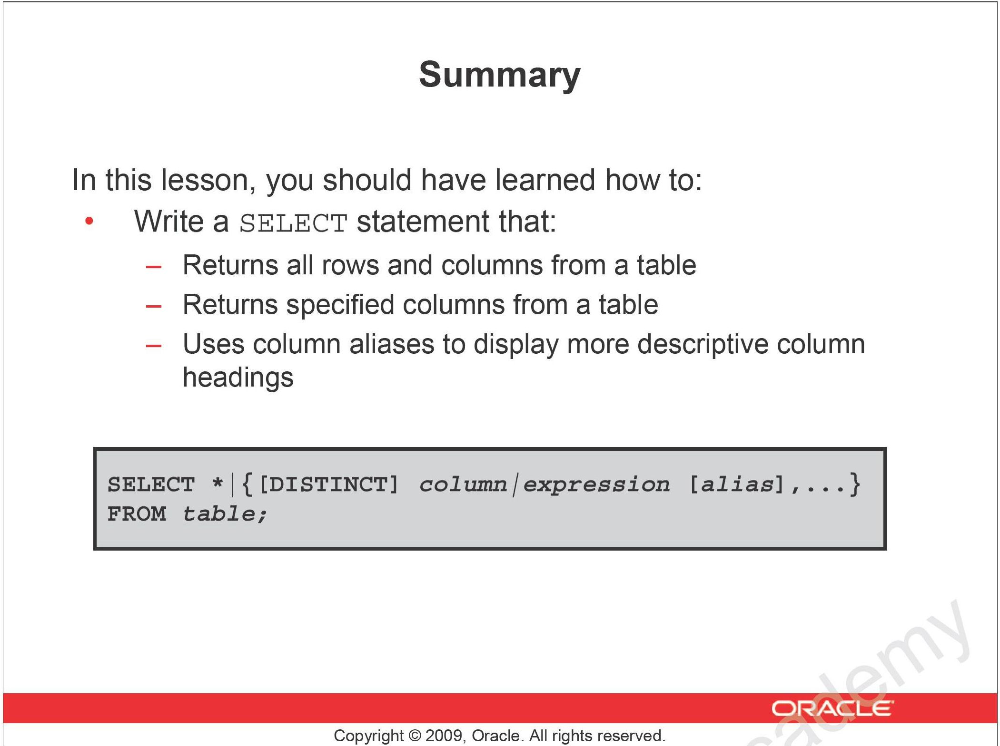 Summary
In this lesson, you should have learned how to:
• Write a SELECT statement that:
– Returns all rows and columns from a table
– Returns specified columns from a table
– Uses column aliases to display more descriptive column
headings
SELECT *|{[DISTINCT] column|expression [alias],...}
FROM table;
ORACLE
Copyright © 2009, Oracle. All rights reserved.
ademy